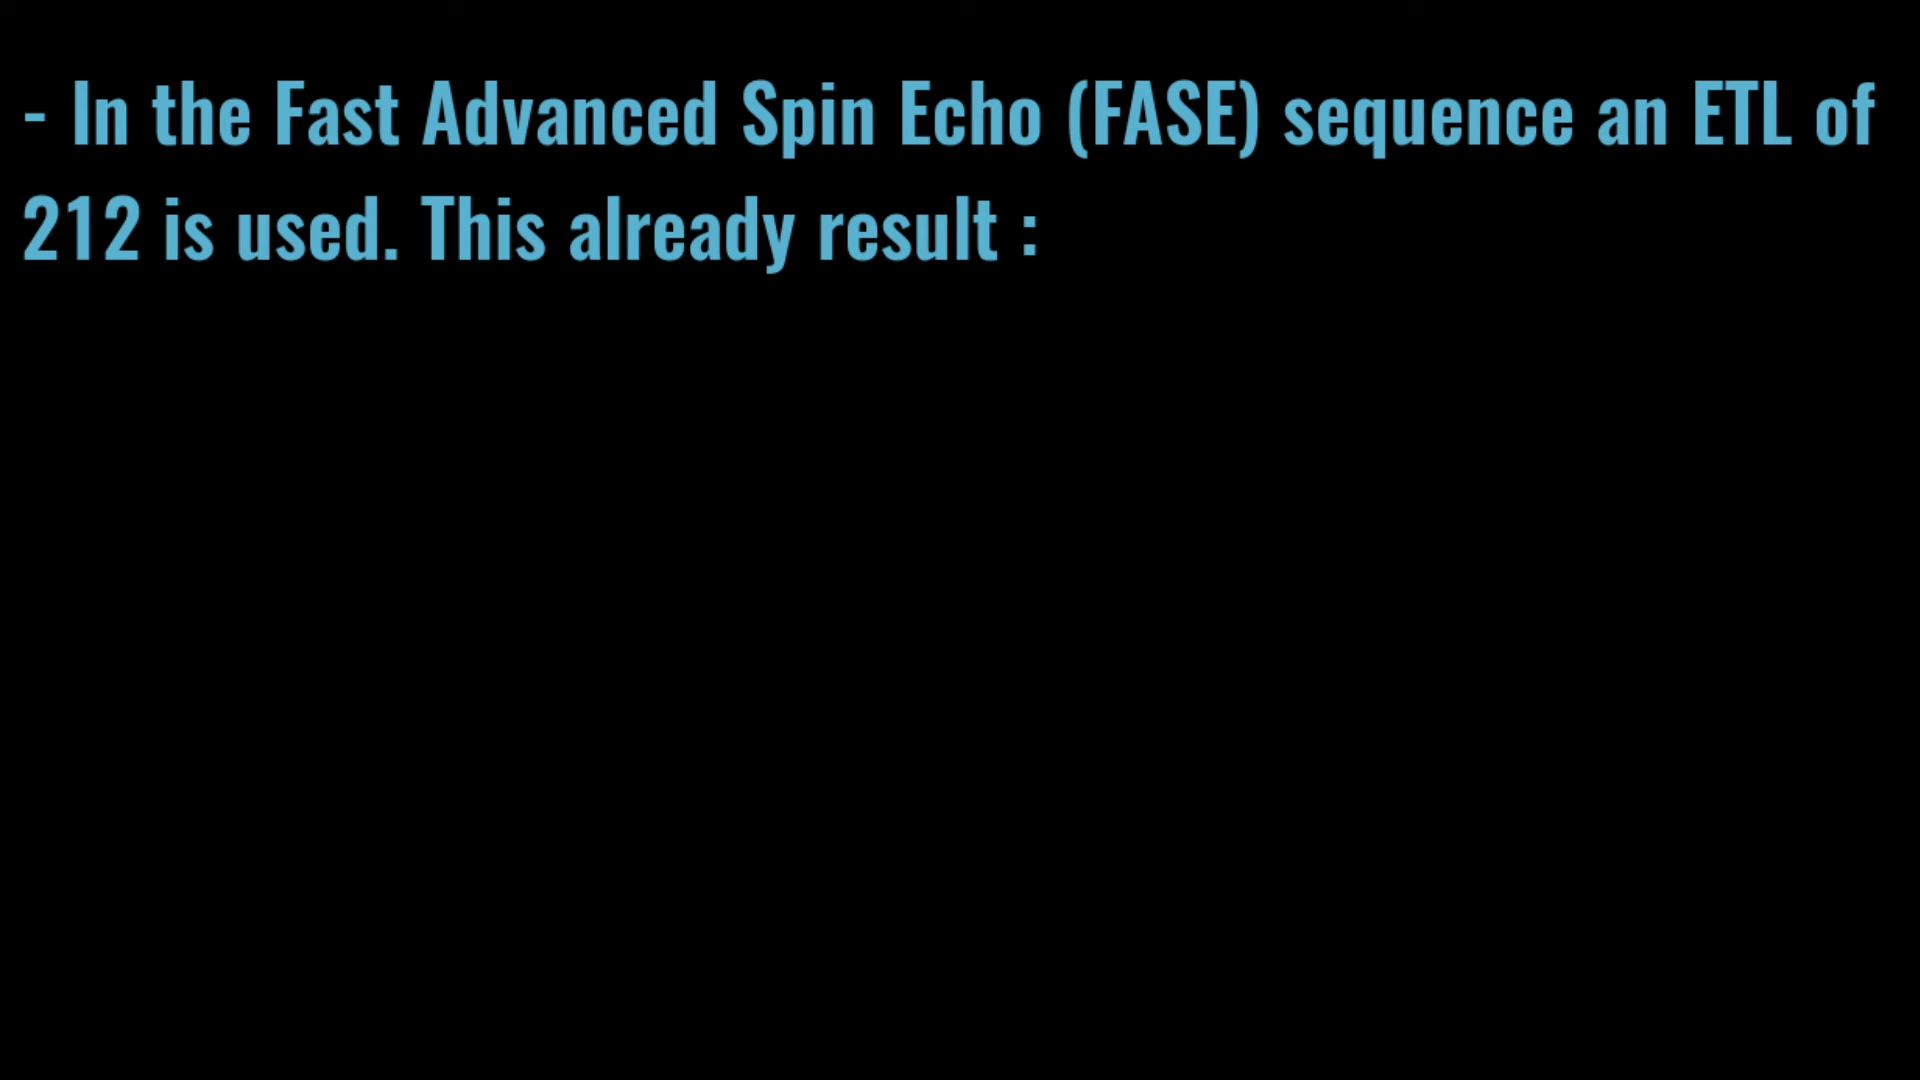 - In the Fast Advanced Spin Echo (FASE) sequence an ETL of
212 is used. This already result :